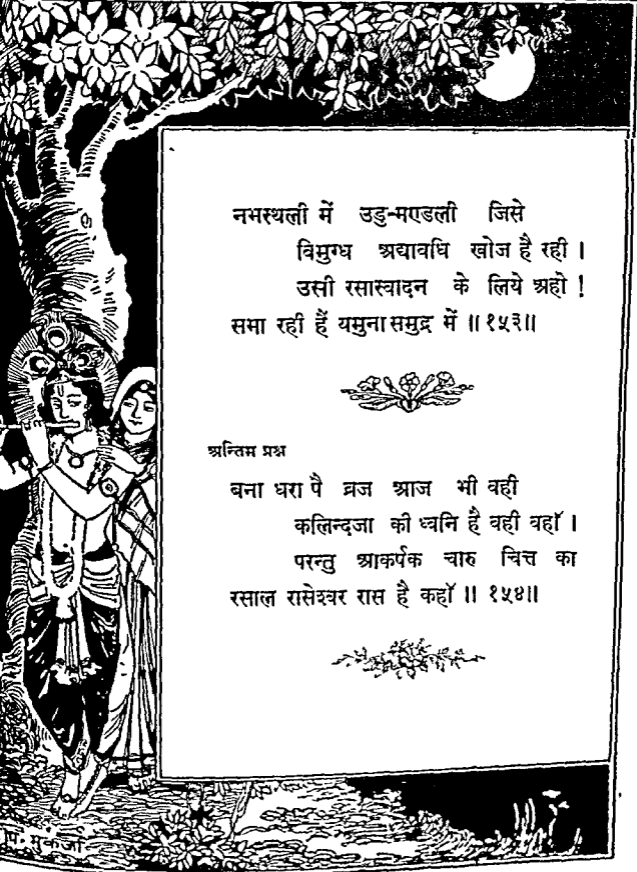 नभस्थली में उडु-मण्डली जिसे
विमुग्ध अद्यावधि खोज है रही ।
उसी रसास्वादन के लिये अहो !
समा रही हैं यमुना समुद्र में ॥ १५३॥
अन्तिम प्रश्न
बना धरा पै व्रज आज भी वही
कलिन्दजा की ध्वनि है वही वहाँ ।
परन्तु आकर्षक चारु चित्त का
रसाल रासेश्वर रास है कहाँ ॥ १५४॥
पि. मुकर्जी